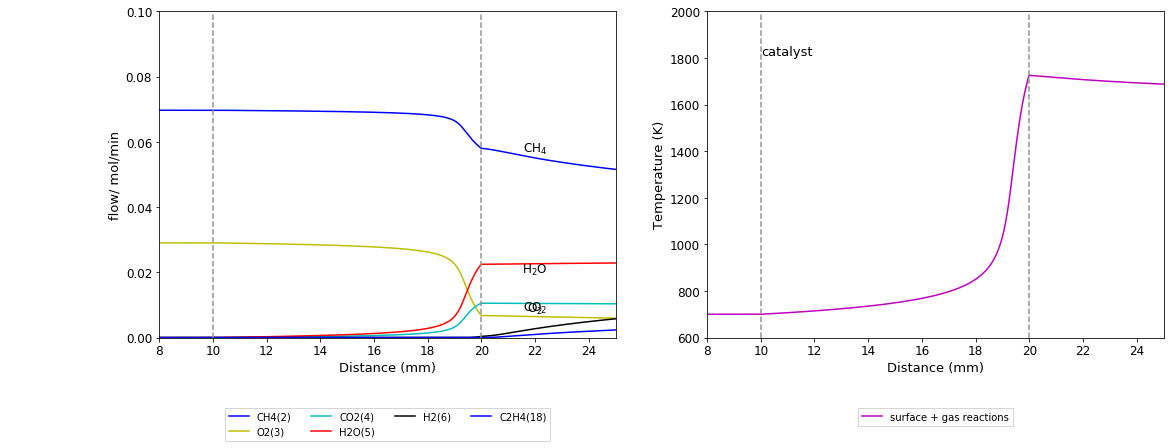 0.10
0.08
0.06
0.04
0.02
0.00
flow/ mol/min
CH4
H2O
CO2
O2
8 10 12 14 16 18 20 22 24
Distance (mm)
CH4(2) CO2(4) H2(6) C2H4(18)
O2(3) H2O(5)
2000
1800
1600
1400
1200
1000
800
600
Temperature (K)
catalyst
8 10 12 14 16 18 20 22 24
Distance (mm)
surface + gas reactions